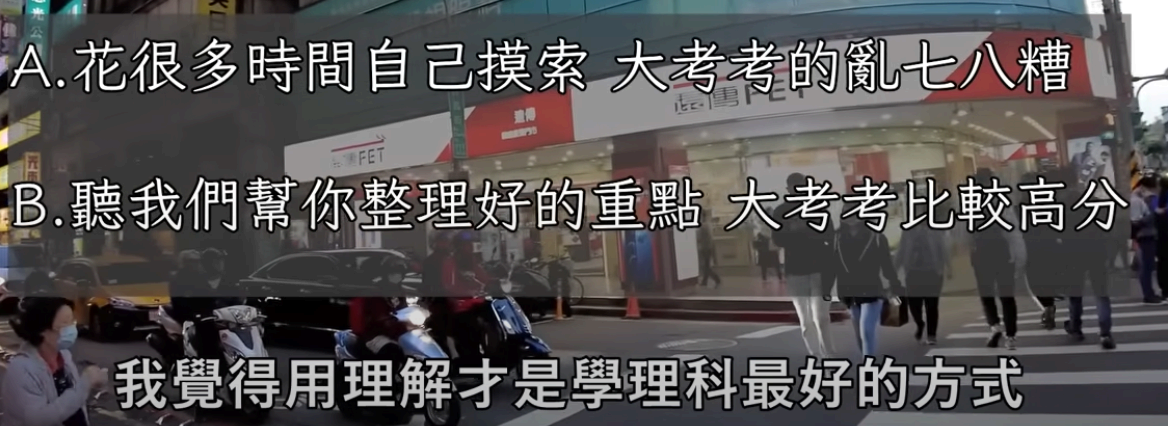 A.花很多時間自己摸索 大考考的亂七八糟
遠傳FET
遠傳
遠傳FET
B.聽我們幫你整理好的重點 大考考比較高分
我覺得用理解才是學理科最好的方式